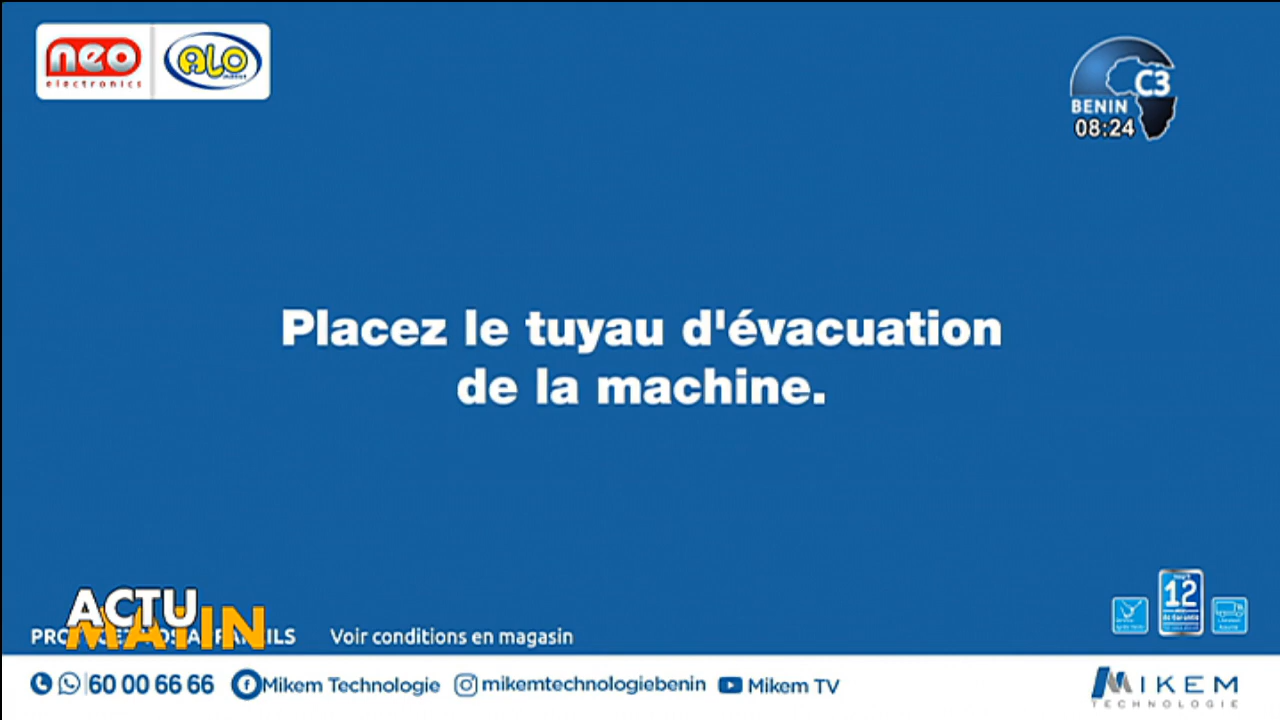 neo
electronics
ALO
C3
BENIN
08:24
Placez le tuyau d'évacuation
de la machine.
ACTU
MATIN
Voir conditions en magasin
12
60 00 66 66
Mikem Technologie
mikemtechnologiebenin
Mikem TV
MIKEM
TECHNOLOGIE